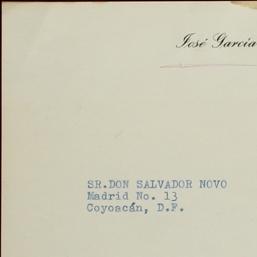 José García
SR.DON SALVADOR NOVO
Madrid No. 13
Coyoacán, D.F.